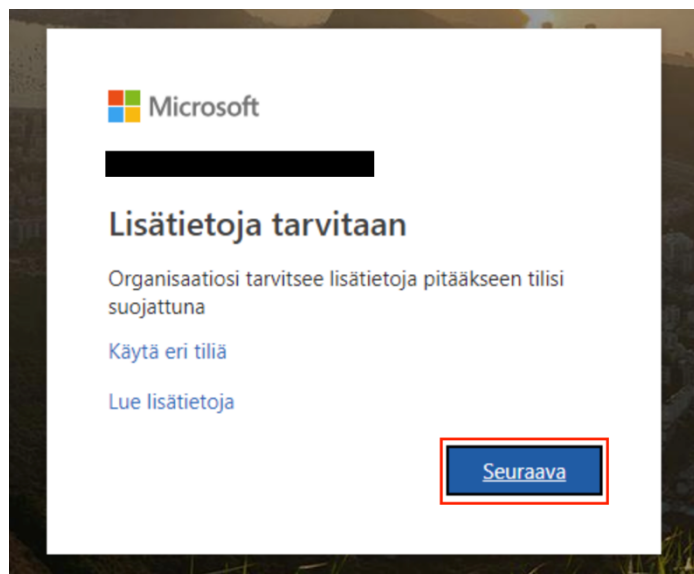 Microsoft
Lisätietoja tarvitaan
Organisaatiosi tarvitsee lisätietoja pitääkseen tilisi
suojattuna
Käytä eri tiliä
Lue lisätietoja
Seuraava